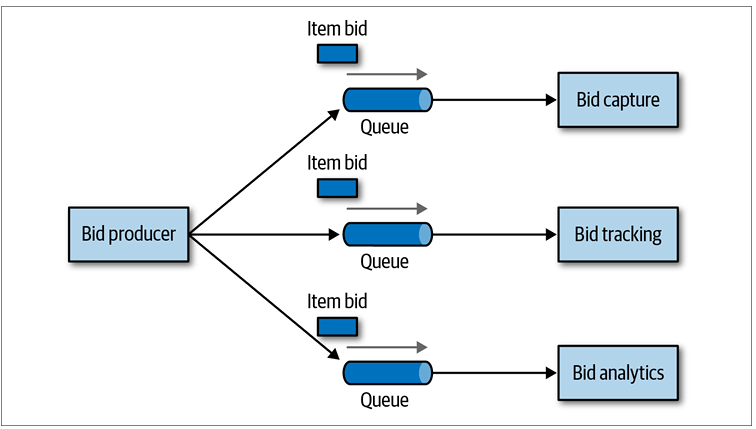 Item bid
Bid capture
Queue
Item bid
Bid producer
Bid tracking
Queue
Item bid
Bid analytics
Queue